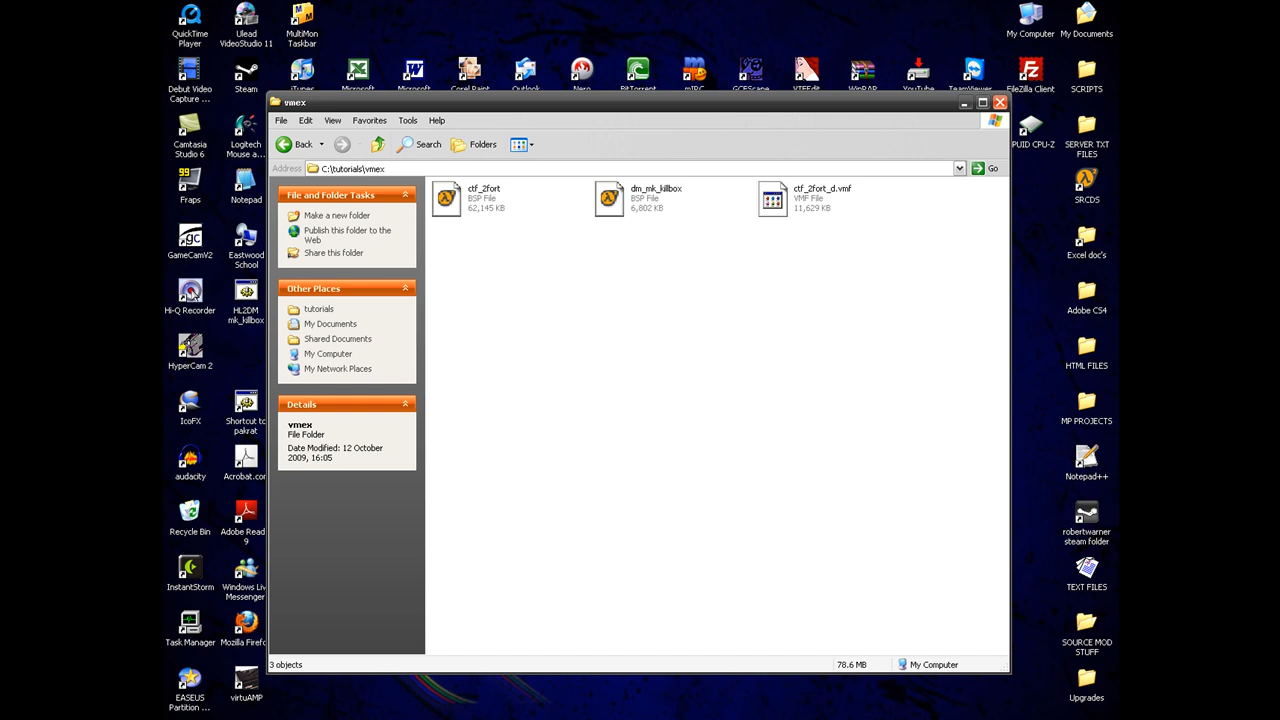 QuickTime
Player
Ulead
VideoStudio 11
MultiMon
Taskbar
My Computer
My Documents
Debut Video
Capture ...
Steam
iTunes
Microsoft
Microsoft
Corel Paint
Outlook
Nero
BitTorrent
mIRC
GCFScape
VTFEdit
WinRAR
YouTube
TeamViewer
FileZilla Client
SCRIPTS
vmex
File
Edit
View
Favorites
Tools
Help
Back
Search
Folders
Address
C:\tutorials\vmex
Go
File and Folder Tasks
Make a new folder
Publish this folder to the
Web
Share this folder
Other Places
tutorials
My Documents
Shared Documents
My Computer
My Network Places
Details
vmex
File Folder
Date Modified: 12 October
2009, 16:05
ctf_2fort
BSP File
62,145 KB
dm_mk_killbox
BSP File
6,802 KB
ctf_2fort_d.vmf
VMF File
11,629 KB
3 objects
78.6 MB
My Computer
Camtasia
Studio 6
Logitech
Mouse a...
99
Fraps
Notepad
gc
GameCamV2
Eastwood
School
Hi-Q Recorder
HL2DM
mk_killbox
HyperCam 2
IcoFX
Shortcut to
pakrat
audacity
Acrobat.com
Recycle Bin
Adobe Read
9
InstantStorm
Windows Liv
Messenger
Task Manager
Mozilla Firefo
EASEUS
Partition ...
virtuAMP
PUID CPU-Z
SERVER TXT
FILES
SRCDS
Excel doc's
Adobe CS4
HTML FILES
MP PROJECTS
Notepad++
robertwarner
steam folder
TEXT FILES
SOURCE MOD
STUFF
Upgrades